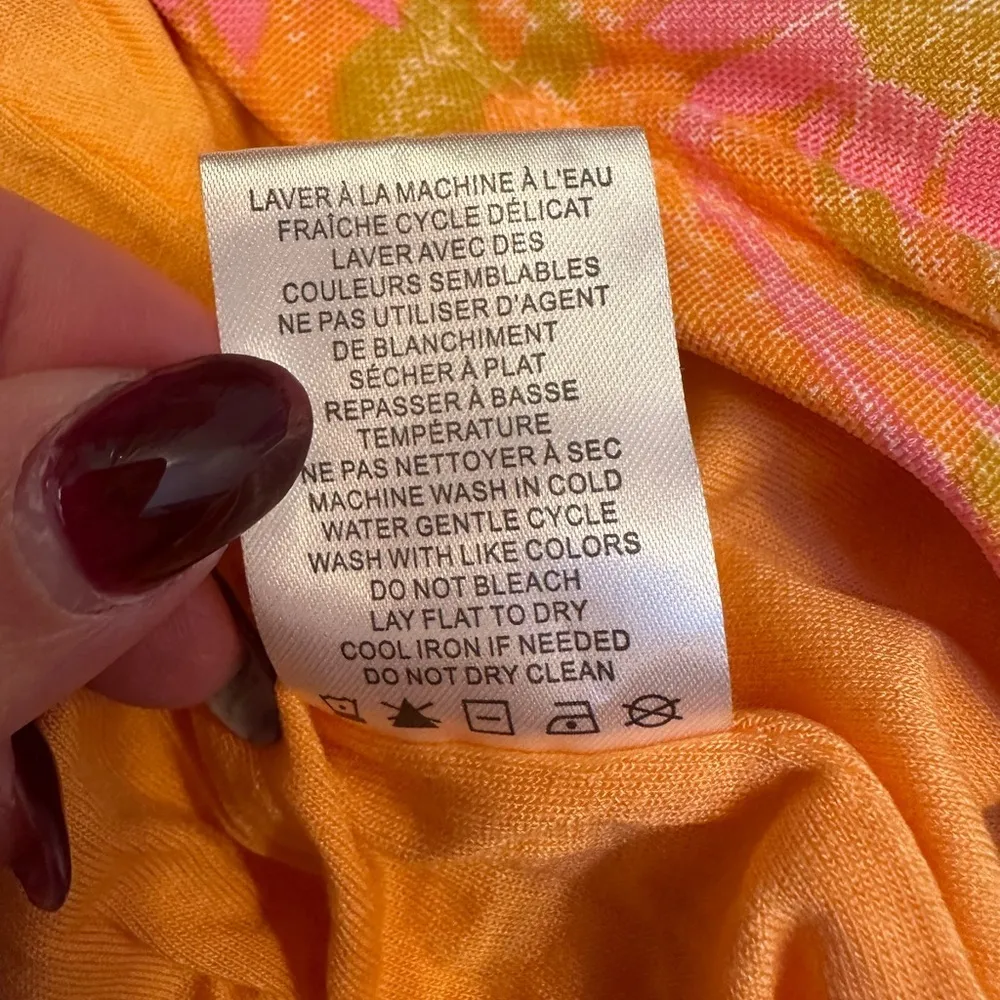 LAVER À LA MACHINE À L'EAU
FRAÎCHE CYCLE DÉLICAT
LAVER AVEC DES
COULEURS SEMBLABLES
NE PAS UTILISER D'AGENT
DE BLANCHIMENT
SÉCHER À PLAT
REPASSER À BASSE
TEMPÉRATURE
NE PAS NETTOYER À SEC
MACHINE WASH IN COLD
WATER GENTLE CYCLE
WASH WITH LIKE COLORS
DO NOT BLEACH
LAY FLAT TO DRY
COOL IRON IF NEEDED
DO NOT DRY CLEAN